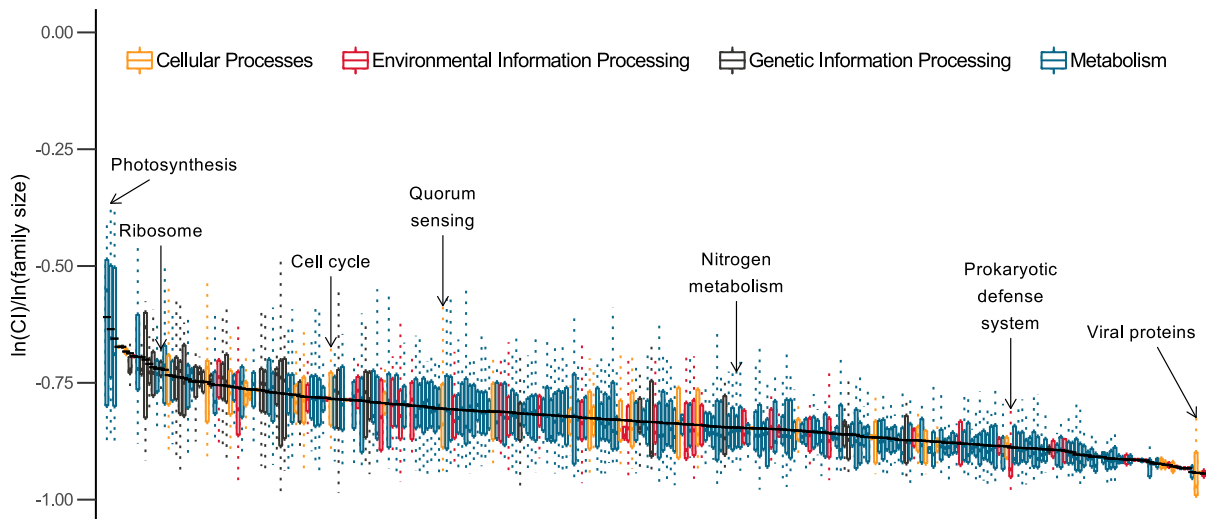 0.00
Cellular Processes
Environmental Information Processing
Genetic Information Processing
Metabolism
-0.25
Photosynthesis
Quorum
sensing
Ribosome
Cell cycle
-0.50
Nitrogen
metabolism
Prokaryotic
defense
system
Viral proteins
-0.75
-1.00
ln(CI)/ln(family size)